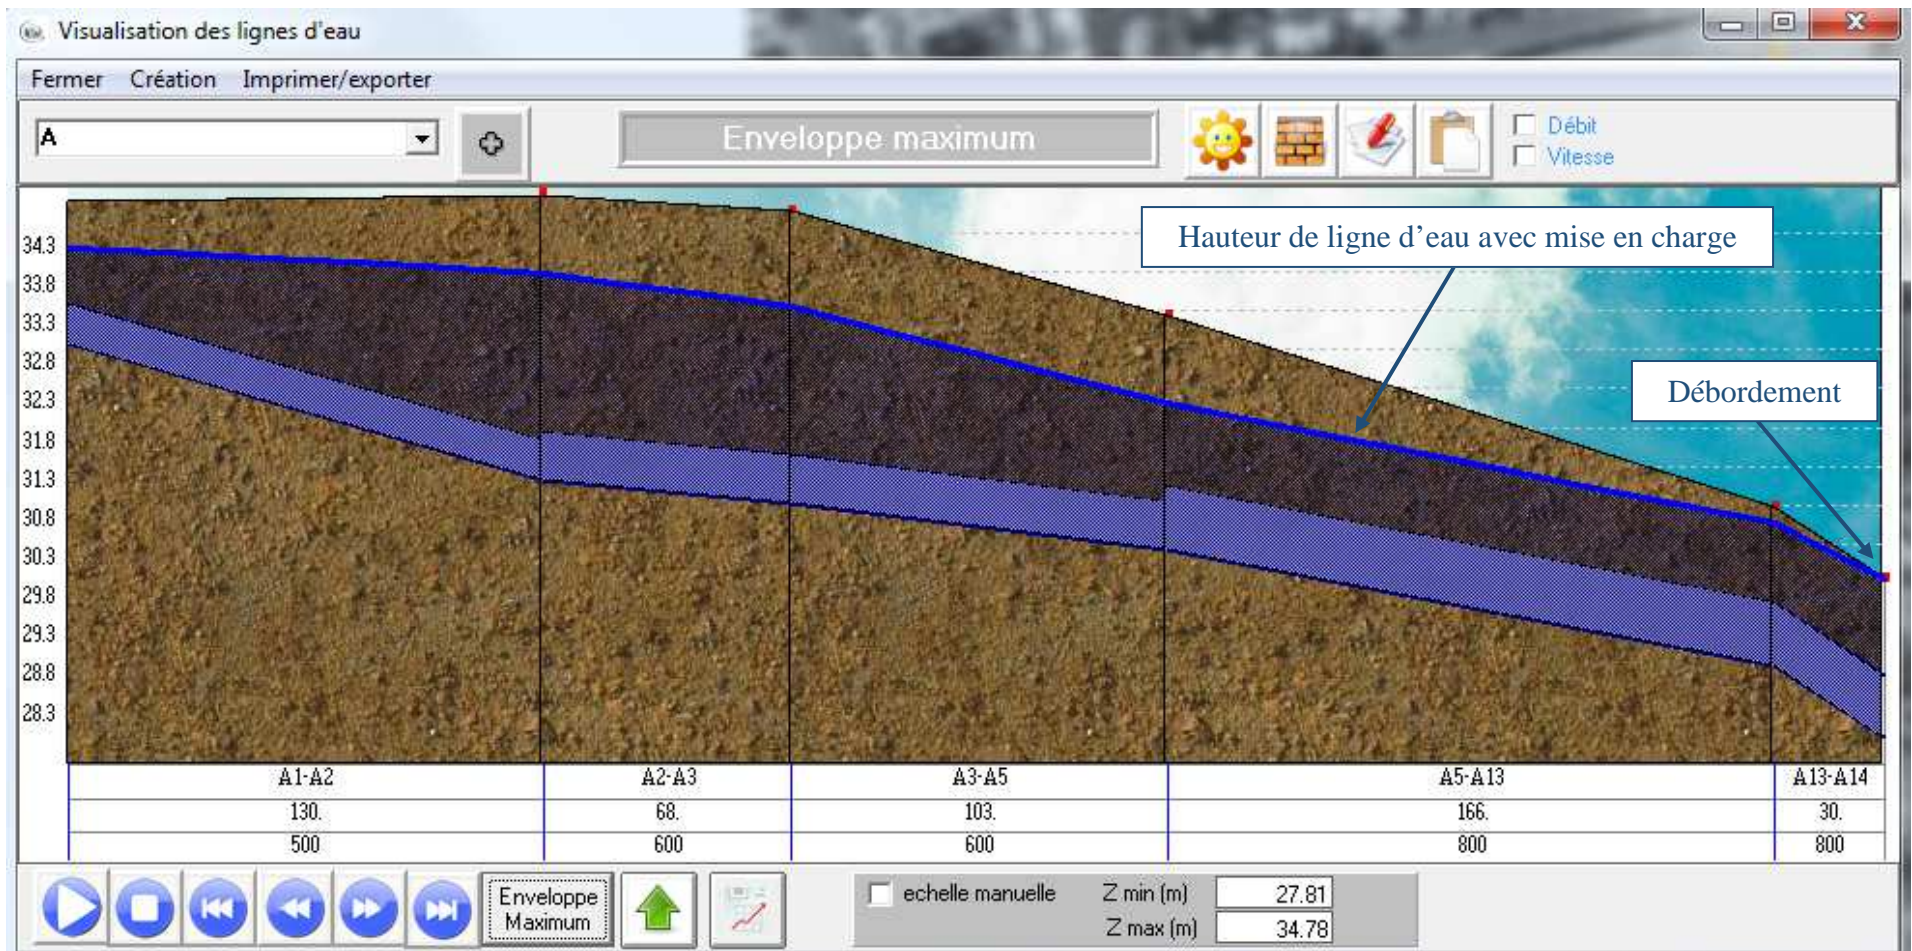 Visualisation des lignes d'eau
Fermer Création Imprimer/exporter
A
Enveloppe maximum
Débit
Vitesse
Hauteur de ligne d’eau avec mise en charge
Débordement
34.3
33.8
33.3
32.8
32.3
31.8
31.3
30.8
30.3
29.8
29.3
28.8
28.3
A1-A2 A2-A3 A3-A5 A5-A13 A13-A14
130. 68. 103. 166. 30.
500 600 600 800 800
Enveloppe
Maximum
echelle manuelle
Z min (m) 27.81
Z max (m) 34.78